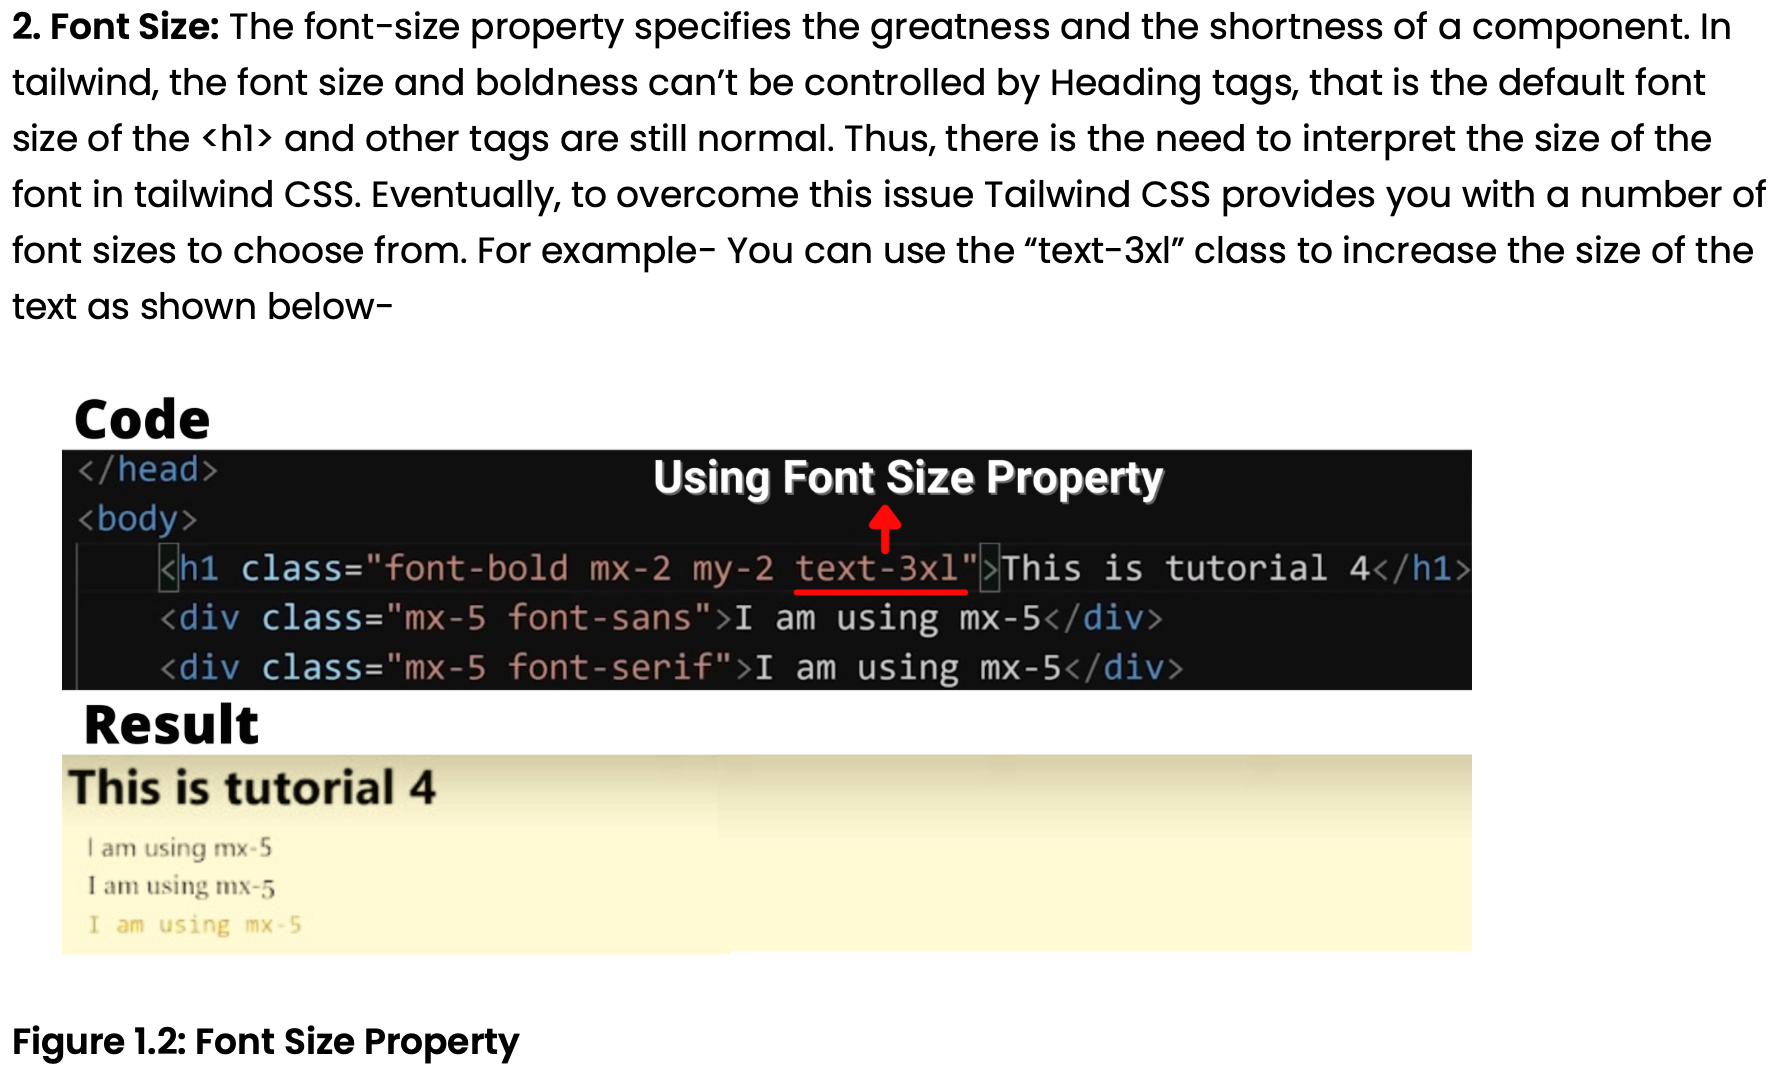 2. Font Size: The font-size property specifies the greatness and the shortness of a component. In
tailwind, the font size and boldness can’t be controlled by Heading tags, that is the default font
size of the <h1> and other tags are still normal. Thus, there is the need to interpret the size of the
font in tailwind CSS. Eventually, to overcome this issue Tailwind CSS provides you with a number of
font sizes to choose from. For example- You can use the “text-3xl” class to increase the size of the
text as shown below-
Code
</head>
Using Font Size Property
<body>
<h1 class="font-bold mx-2 my-2 text-3xl">This is tutorial 4</h1>
<div class="mx-5 font-sans">I am using mx-5</div>
<div class="mx-5 font-serif">I am using mx-5</div>
Result
This is tutorial 4
I am using mx-5
I am using mx-5
I am using mx-5
Figure 1.2: Font Size Property